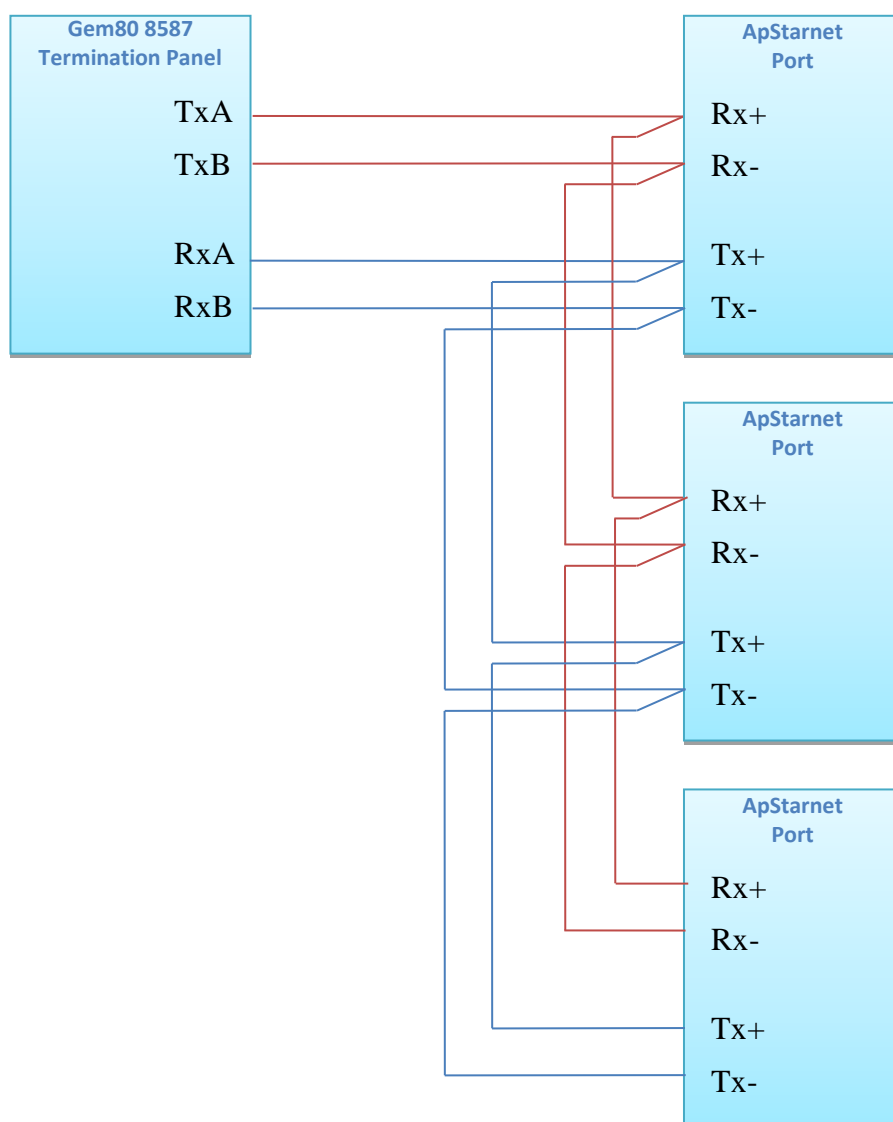 Gem80 8587
Termination Panel
TxA
TxB
RxA
RxB
ApStarnet
Port
Rx+
Rx-
Tx+
Tx-
ApStarnet
Port
Rx+
Rx-
Tx+
Tx-
ApStarnet
Port
Rx+
Rx-
Tx+
Tx-